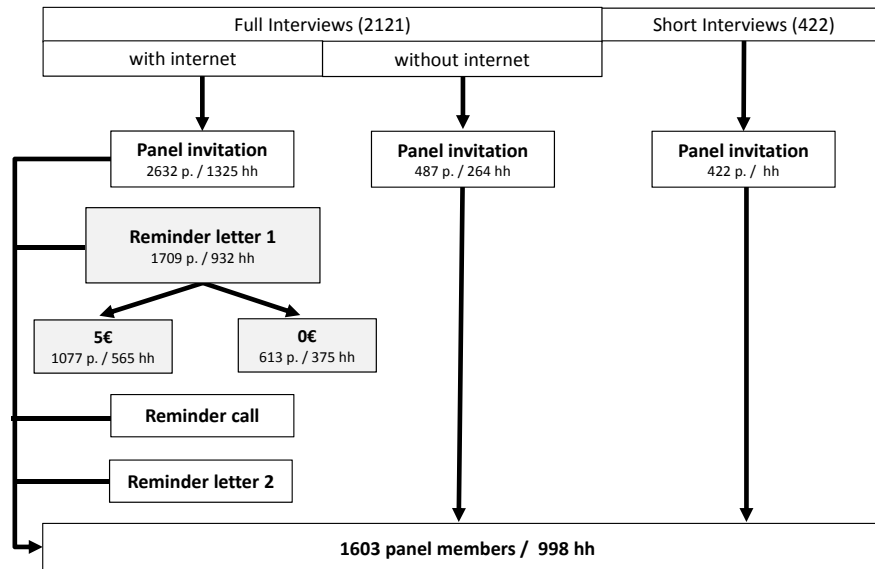 Full Interviews (2121)
Short Interviews (422)
with internet
without internet
Panel invitation
2632 p. / 1325 hh
Panel invitation
487 p. / 264 hh
Panel invitation
422 p. /  hh
Reminder letter 1
1709 p. / 932 hh
5€
1077 p. / 565 hh
0€
613 p. / 375 hh
Reminder call
Reminder letter 2
1603 panel members /  998 hh